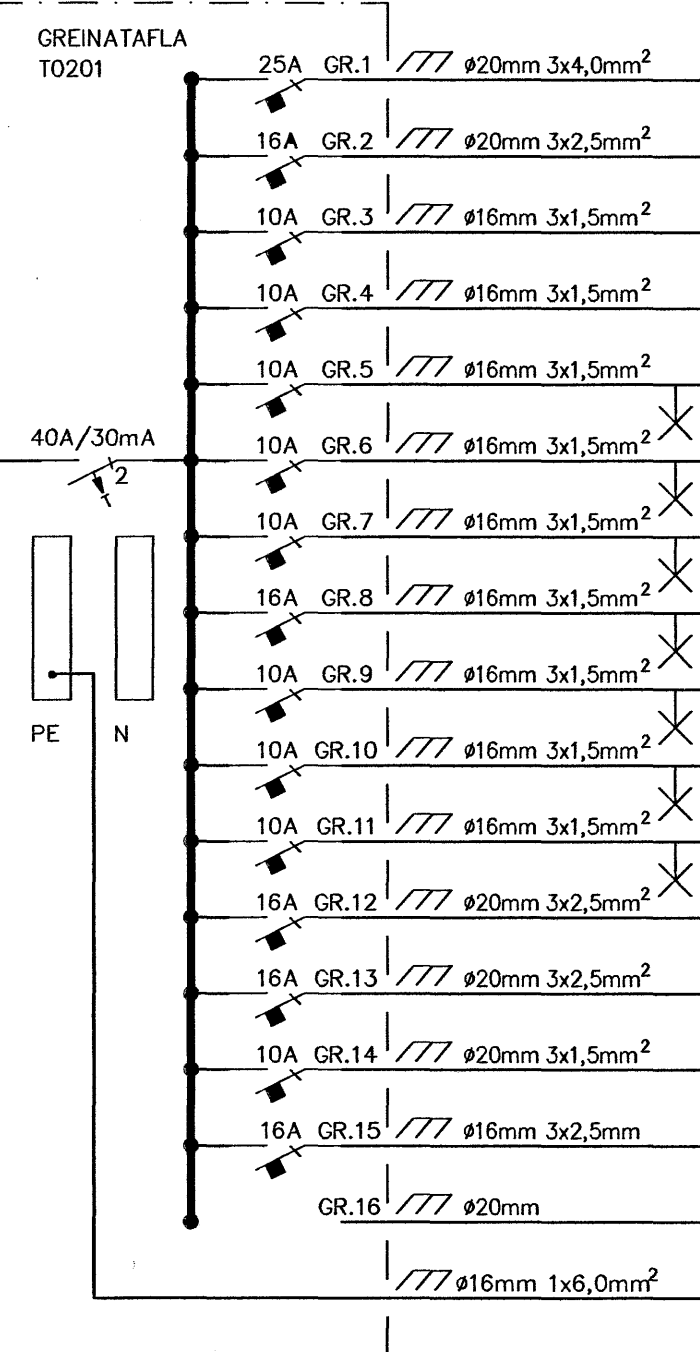 GREINATAFLA
T0201
25A GR.1 ø20mm 3x4,0mm²
16A GR.2 ø20mm 3x2,5mm²
10A GR.3 ø16mm 3x1,5mm²
10A GR.4 ø16mm 3x1,5mm²
10A GR.5 ø16mm 3x1,5mm²
40A/30mA
10A GR.6 ø16mm 3x1,5mm²
2
10A GR.7 ø16mm 3x1,5mm²
16A GR.8 ø16mm 3x1,5mm²
10A GR.9 ø16mm 3x1,5mm²
PE N
10A GR.10 ø16mm 3x1,5mm²
10A GR.11 ø16mm 3x1,5mm²
16A GR.12 ø20mm 3x2,5mm²
16A GR.13 ø20mm 3x2,5mm²
10A GR.14 ø20mm 3x1,5mm²
16A GR.15 ø16mm 3x2,5mm
GR.16 ø20mm
ø16mm 1x6,0mm²